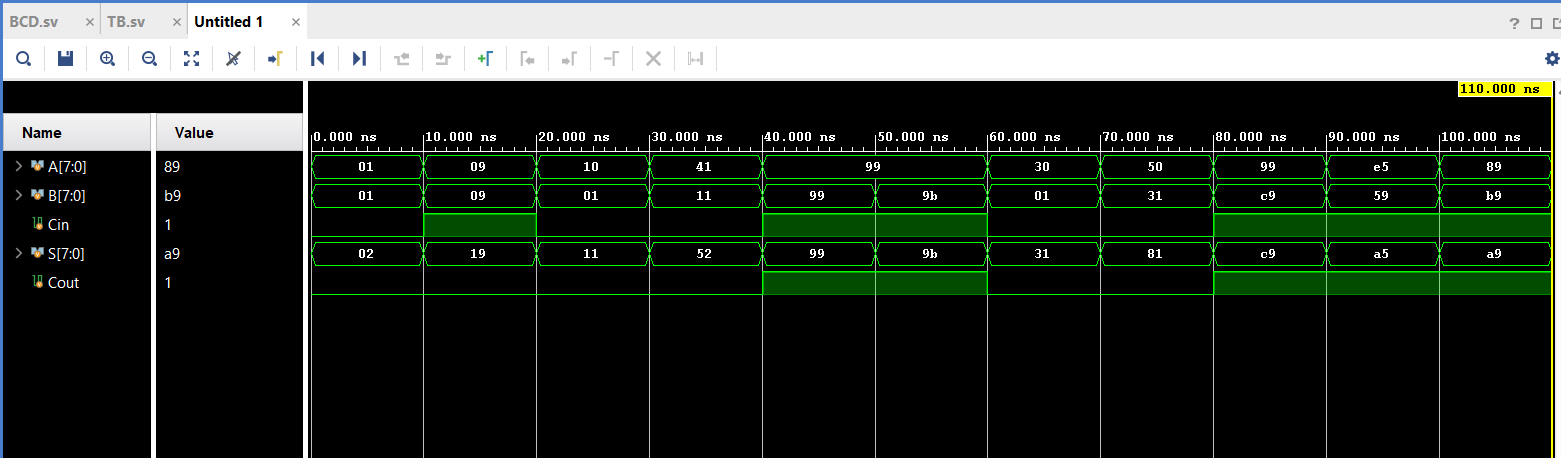 BCD.sv × TB.sv × Untitled 1 ×
?
110.000 ns
Name Value 0.000 ns 10.000 ns 20.000 ns 30.000 ns 40.000 ns 50.000 ns 60.000 ns 70.000 ns 80.000 ns 90.000 ns 100.000 ns
A[7:0] 89 01 09 10 41 99 30 50 99 e5 89
B[7:0] b9 01 09 01 11 99 9b 01 31 c9 59 b9
Cin 1
S[7:0] a9 02 19 11 52 99 9b 31 81 c9 a5 a9
Cout 1